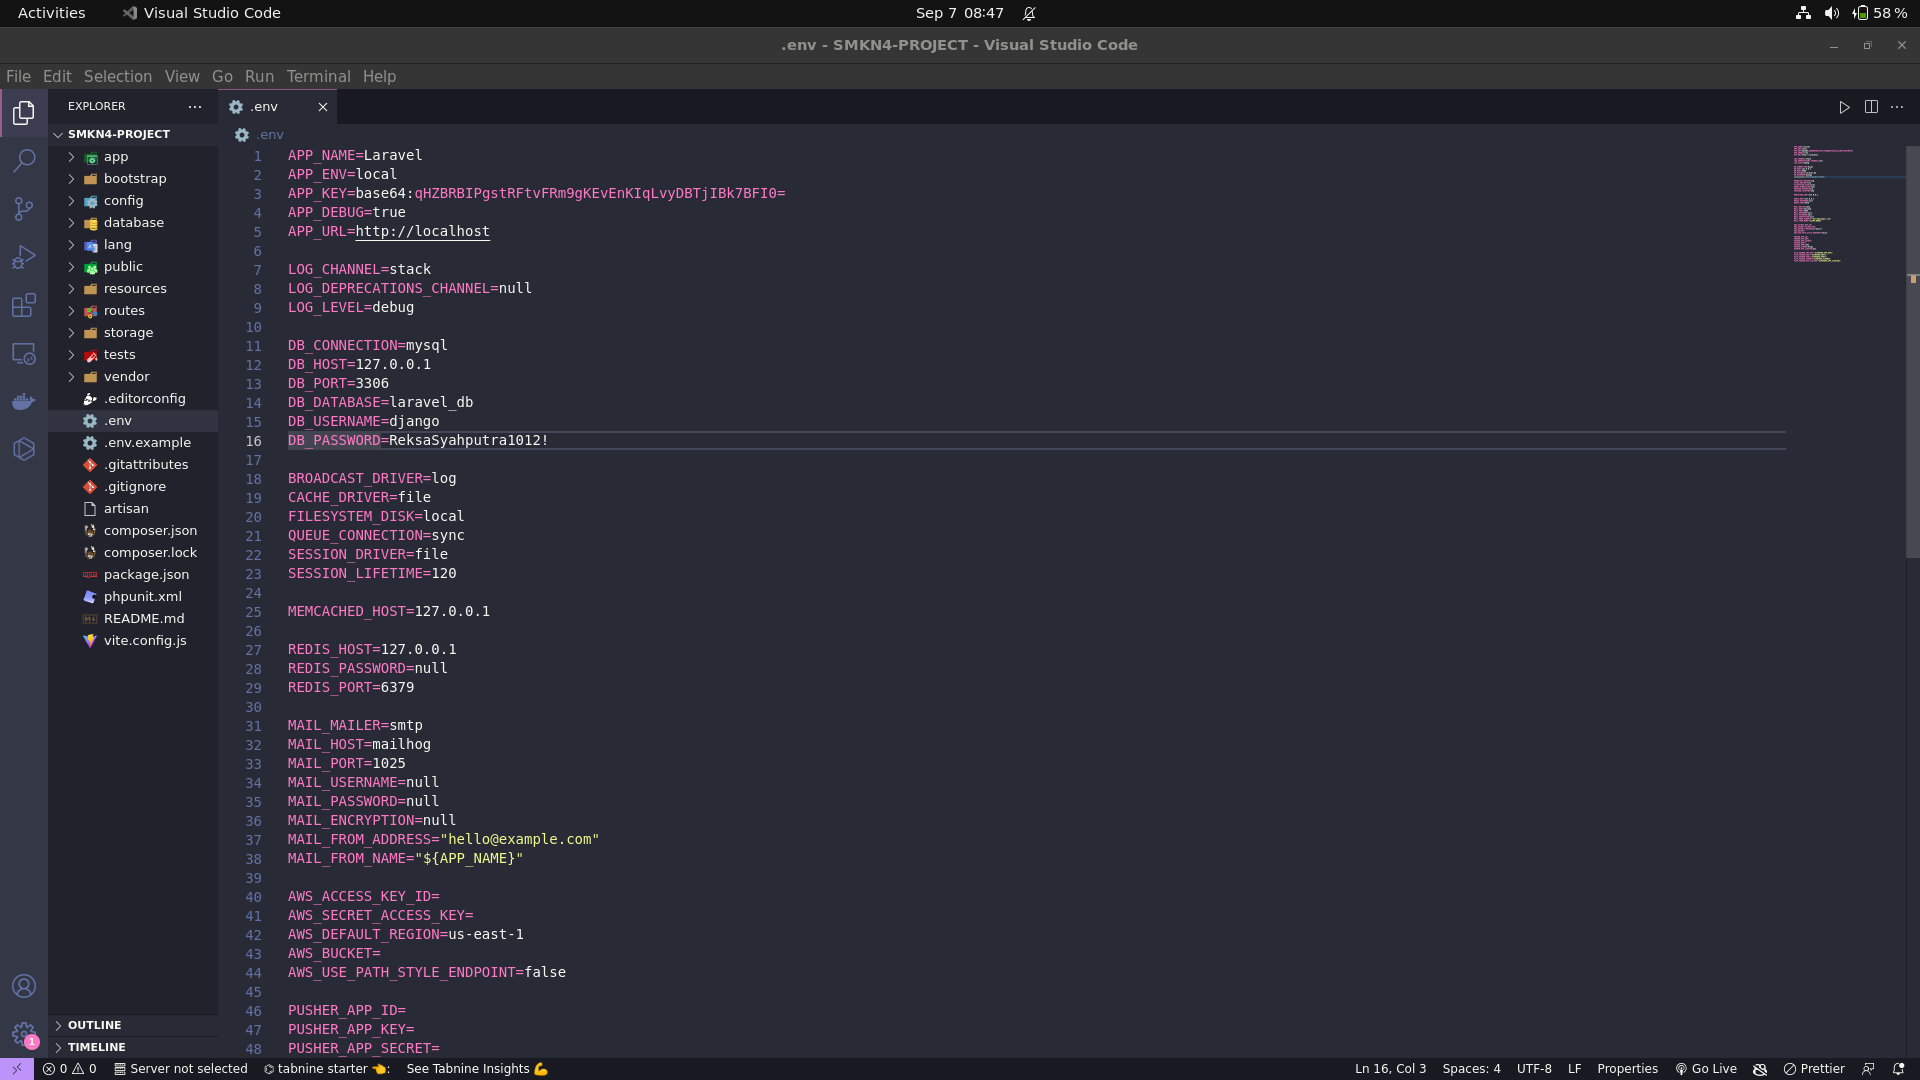 Activities Visual Studio Code Sep 7 08:47 58 %
.env - SMKN4-PROJECT - Visual Studio Code
File Edit Selection View Go Run Terminal Help
EXPLORER
SMKN4-PROJECT
app
bootstrap
config
database
lang
public
resources
routes
storage
tests
vendor
.editorconfig
.env
.env.example
.gitattributes
.gitignore
artisan
composer.json
composer.lock
package.json
phpunit.xml
README.md
vite.config.js
OUTLINE
TIMELINE
1
.env
.env
1 APP_NAME=Laravel
2 APP_ENV=local
3 APP_KEY=base64:qHZBRBIPgstRFtvFRm9gKEvEnKIqLvyDBTjIBk7BFI0=
4 APP_DEBUG=true
5 APP_URL=http://localhost
6
7 LOG_CHANNEL=stack
8 LOG_DEPRECATIONS_CHANNEL=null
9 LOG_LEVEL=debug
10
11 DB_CONNECTION=mysql
12 DB_HOST=127.0.0.1
13 DB_PORT=3306
14 DB_DATABASE=laravel_db
15 DB_USERNAME=django
16 DB_PASSWORD=ReksaSyahputra1012!
17
18 BROADCAST_DRIVER=log
19 CACHE_DRIVER=file
20 FILESYSTEM_DISK=local
21 QUEUE_CONNECTION=sync
22 SESSION_DRIVER=file
23 SESSION_LIFETIME=120
24
25 MEMCACHED_HOST=127.0.0.1
26
27 REDIS_HOST=127.0.0.1
28 REDIS_PASSWORD=null
29 REDIS_PORT=6379
30
31 MAIL_MAILER=smtp
32 MAIL_HOST=mailhog
33 MAIL_PORT=1025
34 MAIL_USERNAME=null
35 MAIL_PASSWORD=null
36 MAIL_ENCRYPTION=null
37 MAIL_FROM_ADDRESS="hello@example.com"
38 MAIL_FROM_NAME="${APP_NAME}"
39
40 AWS_ACCESS_KEY_ID=
41 AWS_SECRET_ACCESS_KEY=
42 AWS_DEFAULT_REGION=us-east-1
43 AWS_BUCKET=
44 AWS_USE_PATH_STYLE_ENDPOINT=false
45
46 PUSHER_APP_ID=
47 PUSHER_APP_KEY=
48 PUSHER_APP_SECRET=
0 0 Server not selected tabnine starter : See Tabnine Insights Ln 16, Col 3 Spaces: 4 UTF-8 LF Properties Go Live Prettier